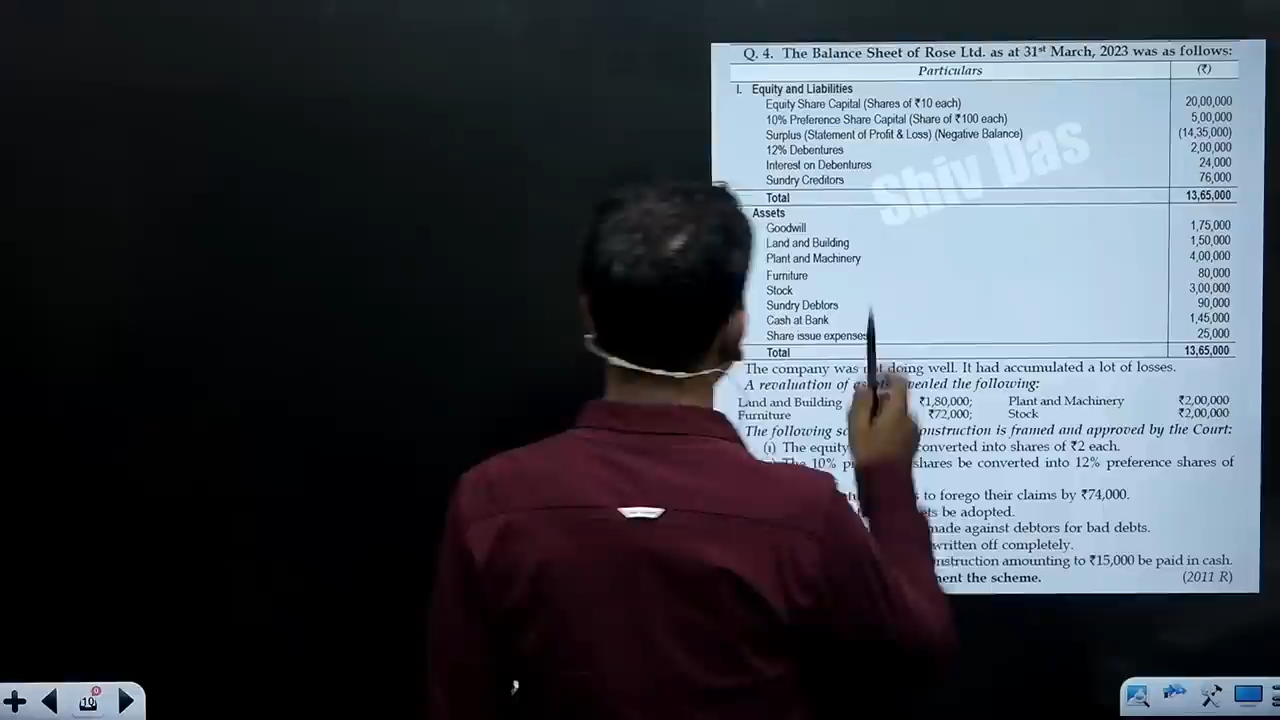 Q. 4. The Balance Sheet of Rose Ltd. as at 31st March, 2023 was as follows:
Particulars (₹)
I. Equity and Liabilities
Equity Share Capital (Shares of ₹10 each) 20,00,000
10% Preference Share Capital (Share of ₹100 each) 5,00,000
Surplus (Statement of Profit & Loss) (Negative Balance) (14,35,000)
12% Debentures 2,00,000
Interest on Debentures 24,000
Sundry Creditors 76,000
Total 13,65,000
Assets
Goodwill 1,75,000
Land and Building 1,50,000
Plant and Machinery 4,00,000
Furniture 80,000
Stock 3,00,000
Sundry Debtors 90,000
Cash at Bank 1,45,000
Share issue expenses 25,000
Total 13,65,000
Shiv Das
The company was not doing well. It had accumulated a lot of losses.
A revaluation of assets revealed the following:
Land and Building ₹1,80,000; Plant and Machinery ₹2,00,000
Furniture ₹72,000; Stock ₹2,00,000
The following onstruction is framed and approved by the Court:
(i) The equity converted into shares of ₹2 each.
The 10% shares be converted into 12% preference shares of
to forego their claims by ₹74,000.
be adopted.
made against debtors for bad debts.
written off completely.
nstruction amounting to ₹15,000 be paid in cash.
the scheme. (2011 R)
10
0